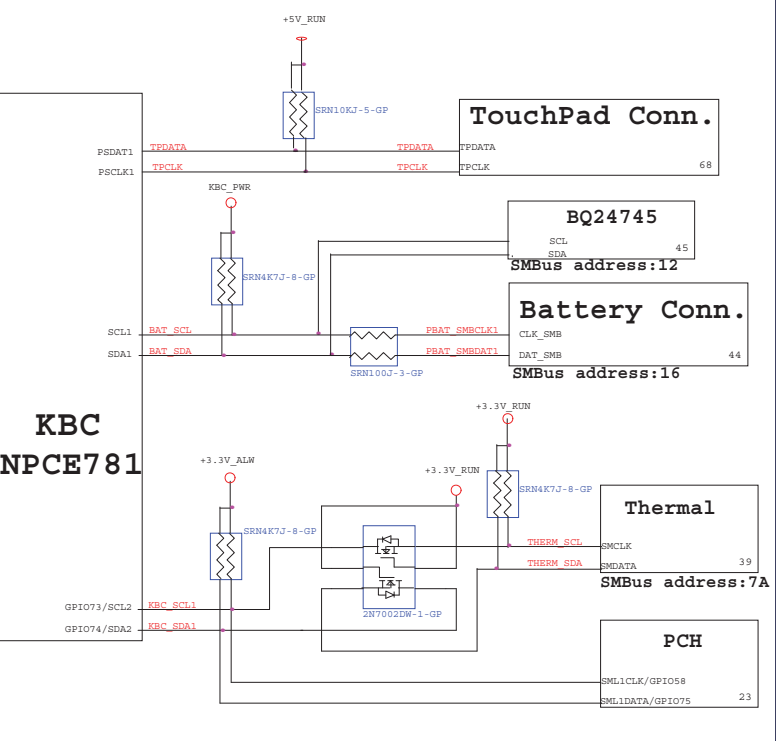 +5V_RUN
SRN10KJ-5-GP
TouchPad Conn.
PSDAT1 TPDATA TPDATA TPDATA
PSCLK1 TPCLK TPCLK TPCLK
68
KBC_PWR
BQ24745
SCL
45
SDA
SMBus address:12
SRN4K7J-8-GP
Battery Conn.
SCL1 BAT_SCL PBAT_SMBCLK1 CLK_SMB
SDA1 BAT_SDA PBAT_SMBDAT1 DAT_SMB
44
SRN100J-3-GP
SMBus address:16
KBC
NPCE781
+3.3V_RUN
+3.3V_ALW
+3.3V_RUN
SRN4K7J-8-GP
Thermal
SRN4K7J-8-GP
THERM_SCL SMCLK
THERM_SDA SMDATA
39
SMBus address:7A
GPIO73/SCL2 KBC_SCL1
2N7002DW-1-GP
GPIO74/SDA2 KBC_SDA1
PCH
SML1CLK/GPIO58
SML1DATA/GPIO75
23